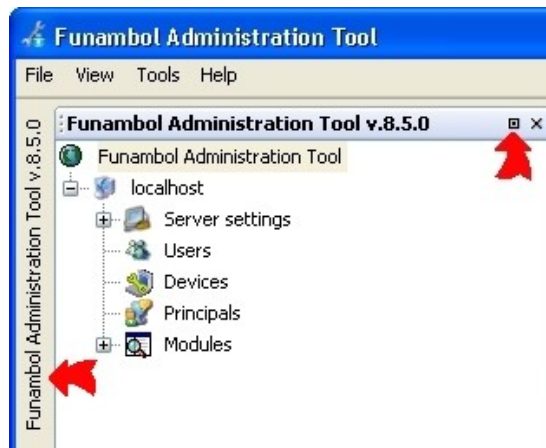 Funambol Administration Tool
File View Tools Help
Funambol Administration Tool v.8.5.0
Funambol Administration Tool v.8.5.0
Funambol Administration Tool
localhost
Server settings
Users
Devices
Principals
Modules